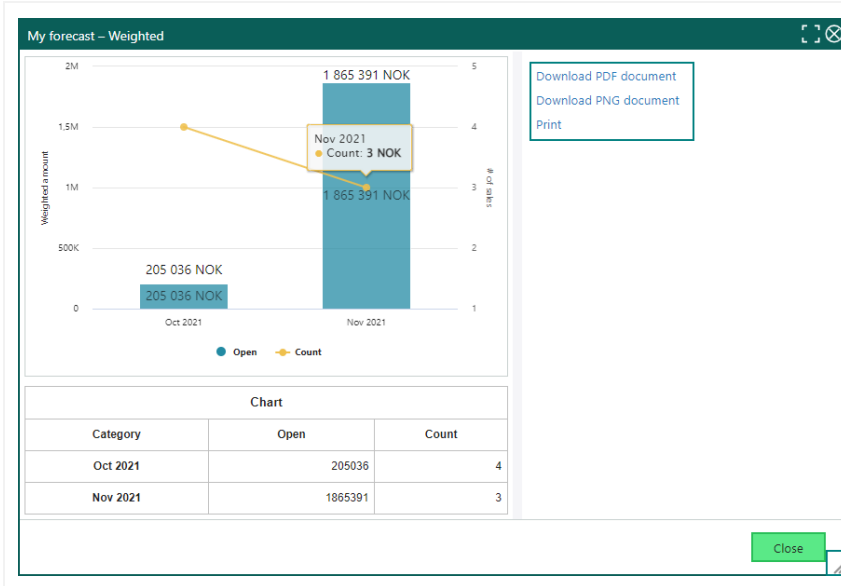 My forecast – Weighted
2M
1,5M
1M
500K
0
Weighted amount
1 865 391 NOK
Nov 2021
Count: 3 NOK
1 865 391 NOK
205 036 NOK
205 036 NOK
5
4
3
2
1
# of sales
Oct 2021
Nov 2021
Open
Count
Download PDF document
Download PNG document
Print
Chart
Category Open Count
Oct 2021 205036 4
Nov 2021 1865391 3
Close